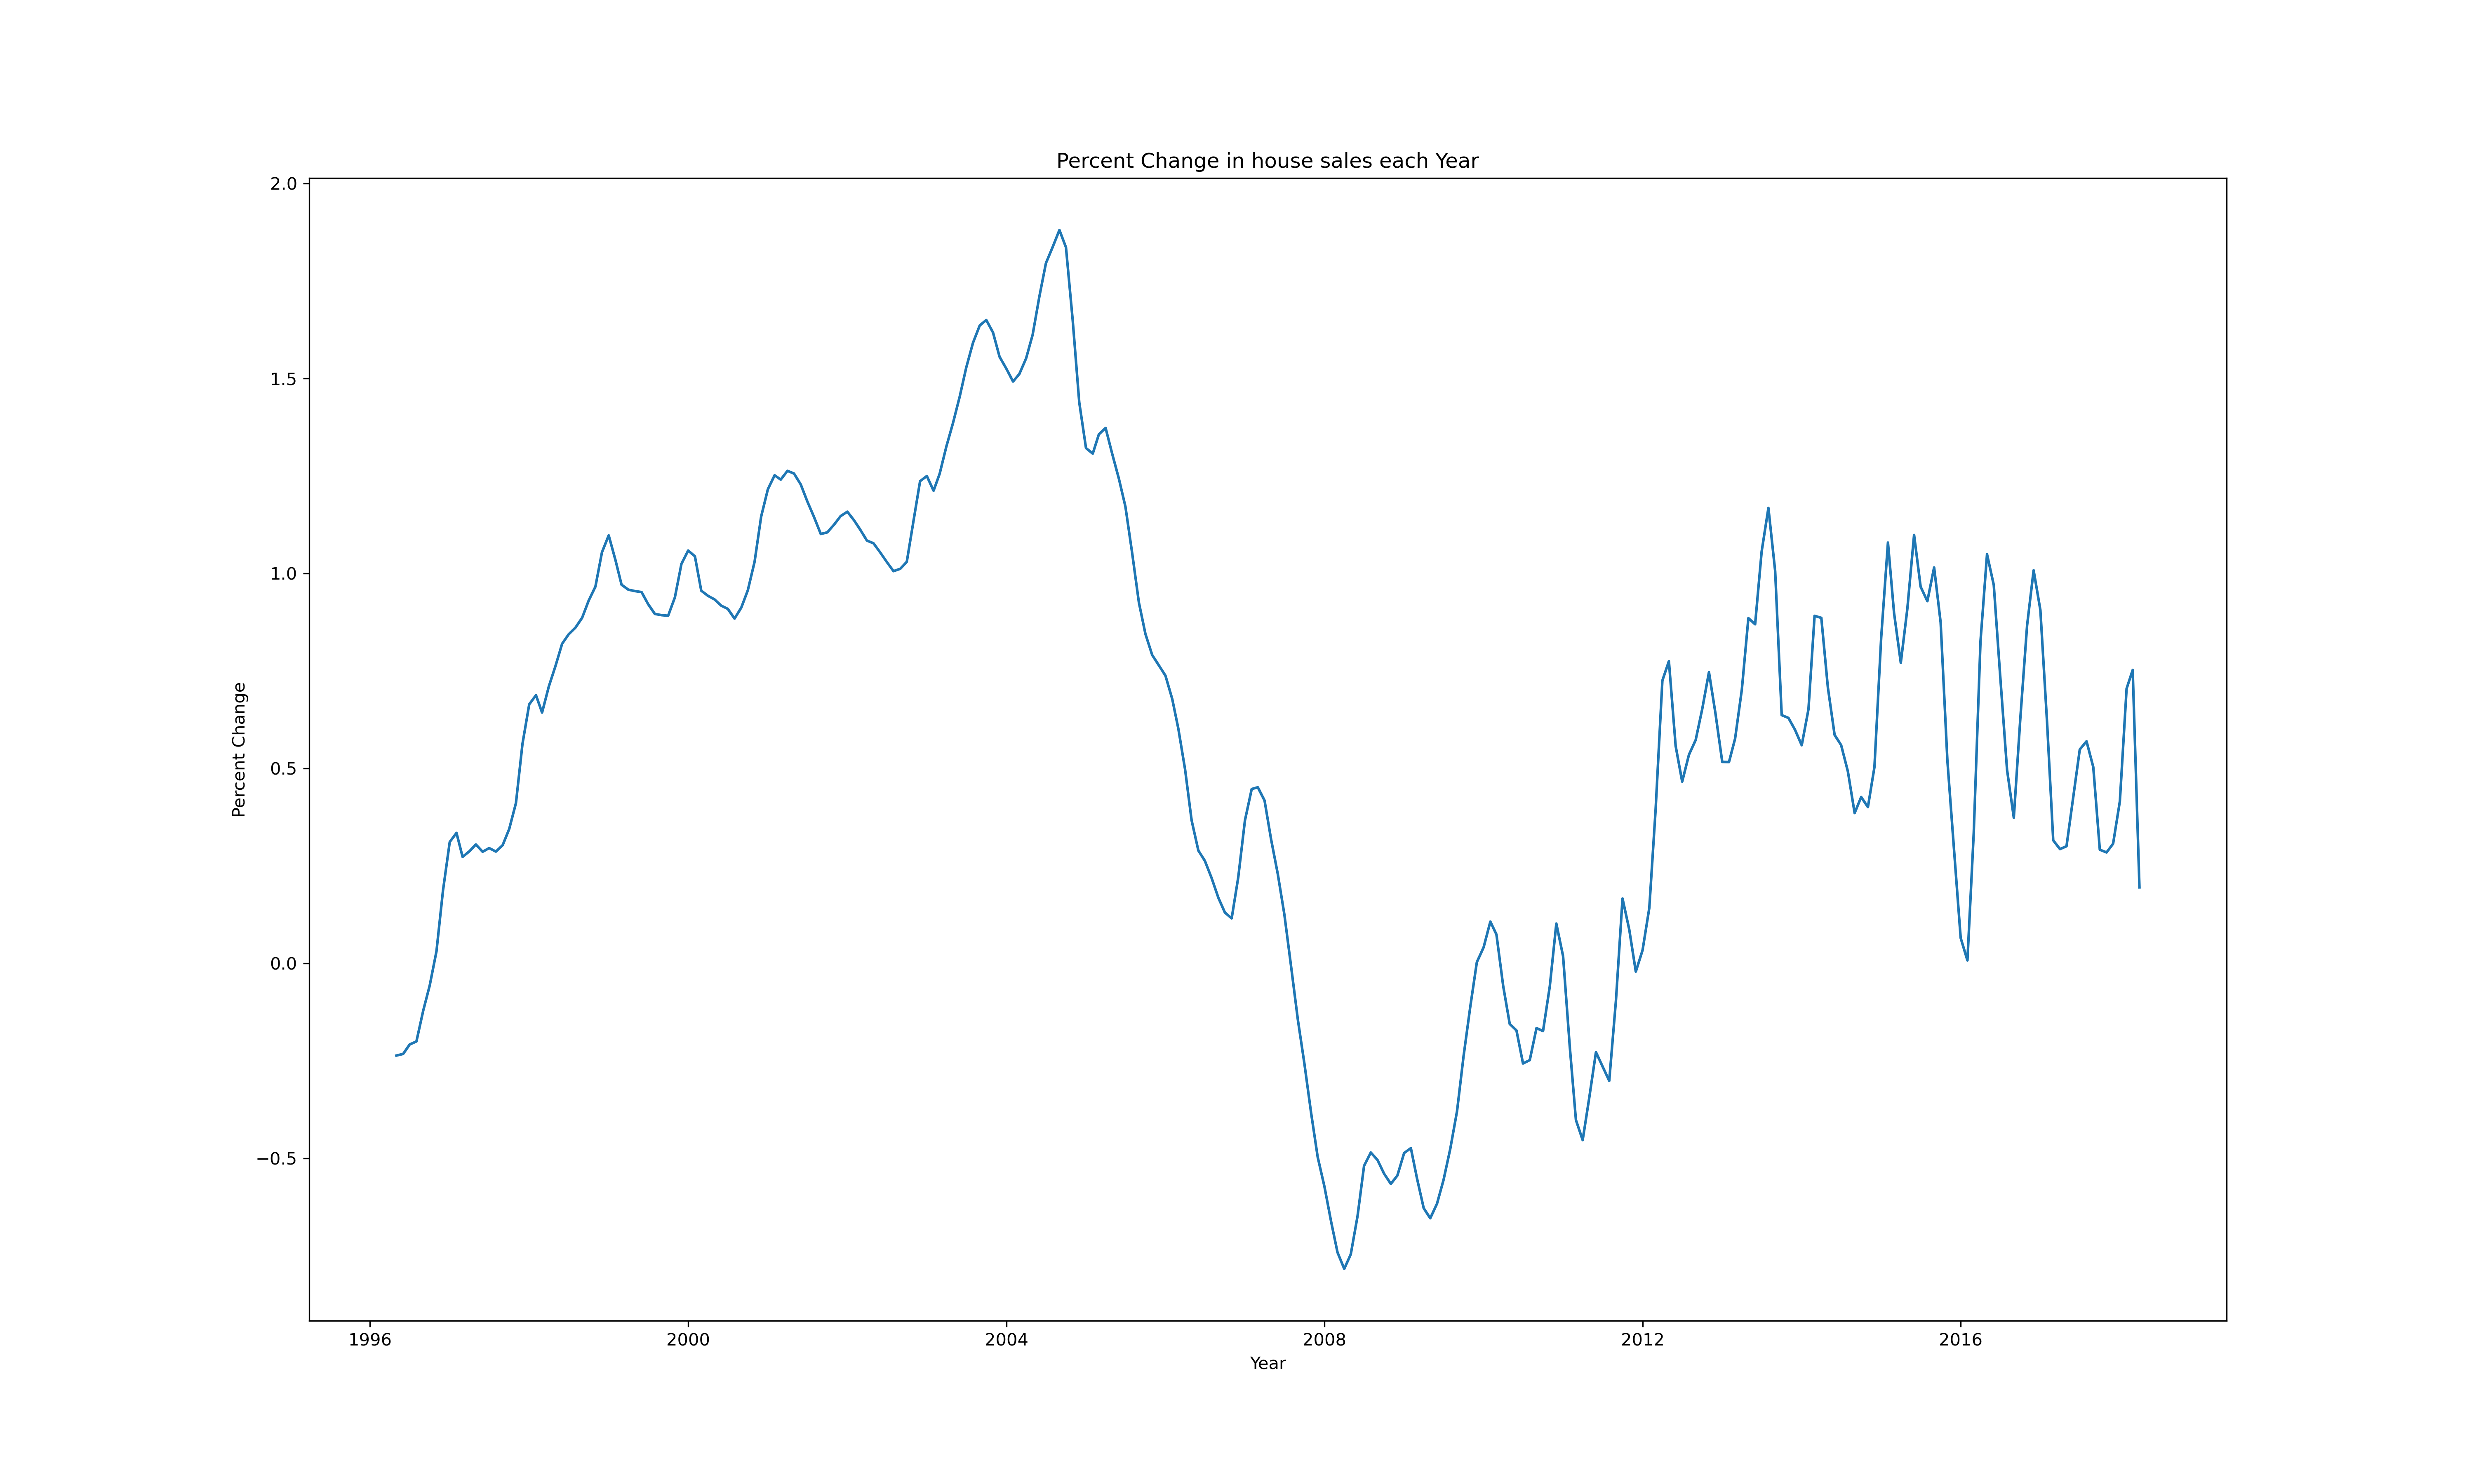 Percent Change in house sales each Year
2.0
1.5
1.0
0.5
0.0
−0.5
Percent Change
1996 2000 2004 2008 2012 2016
Year